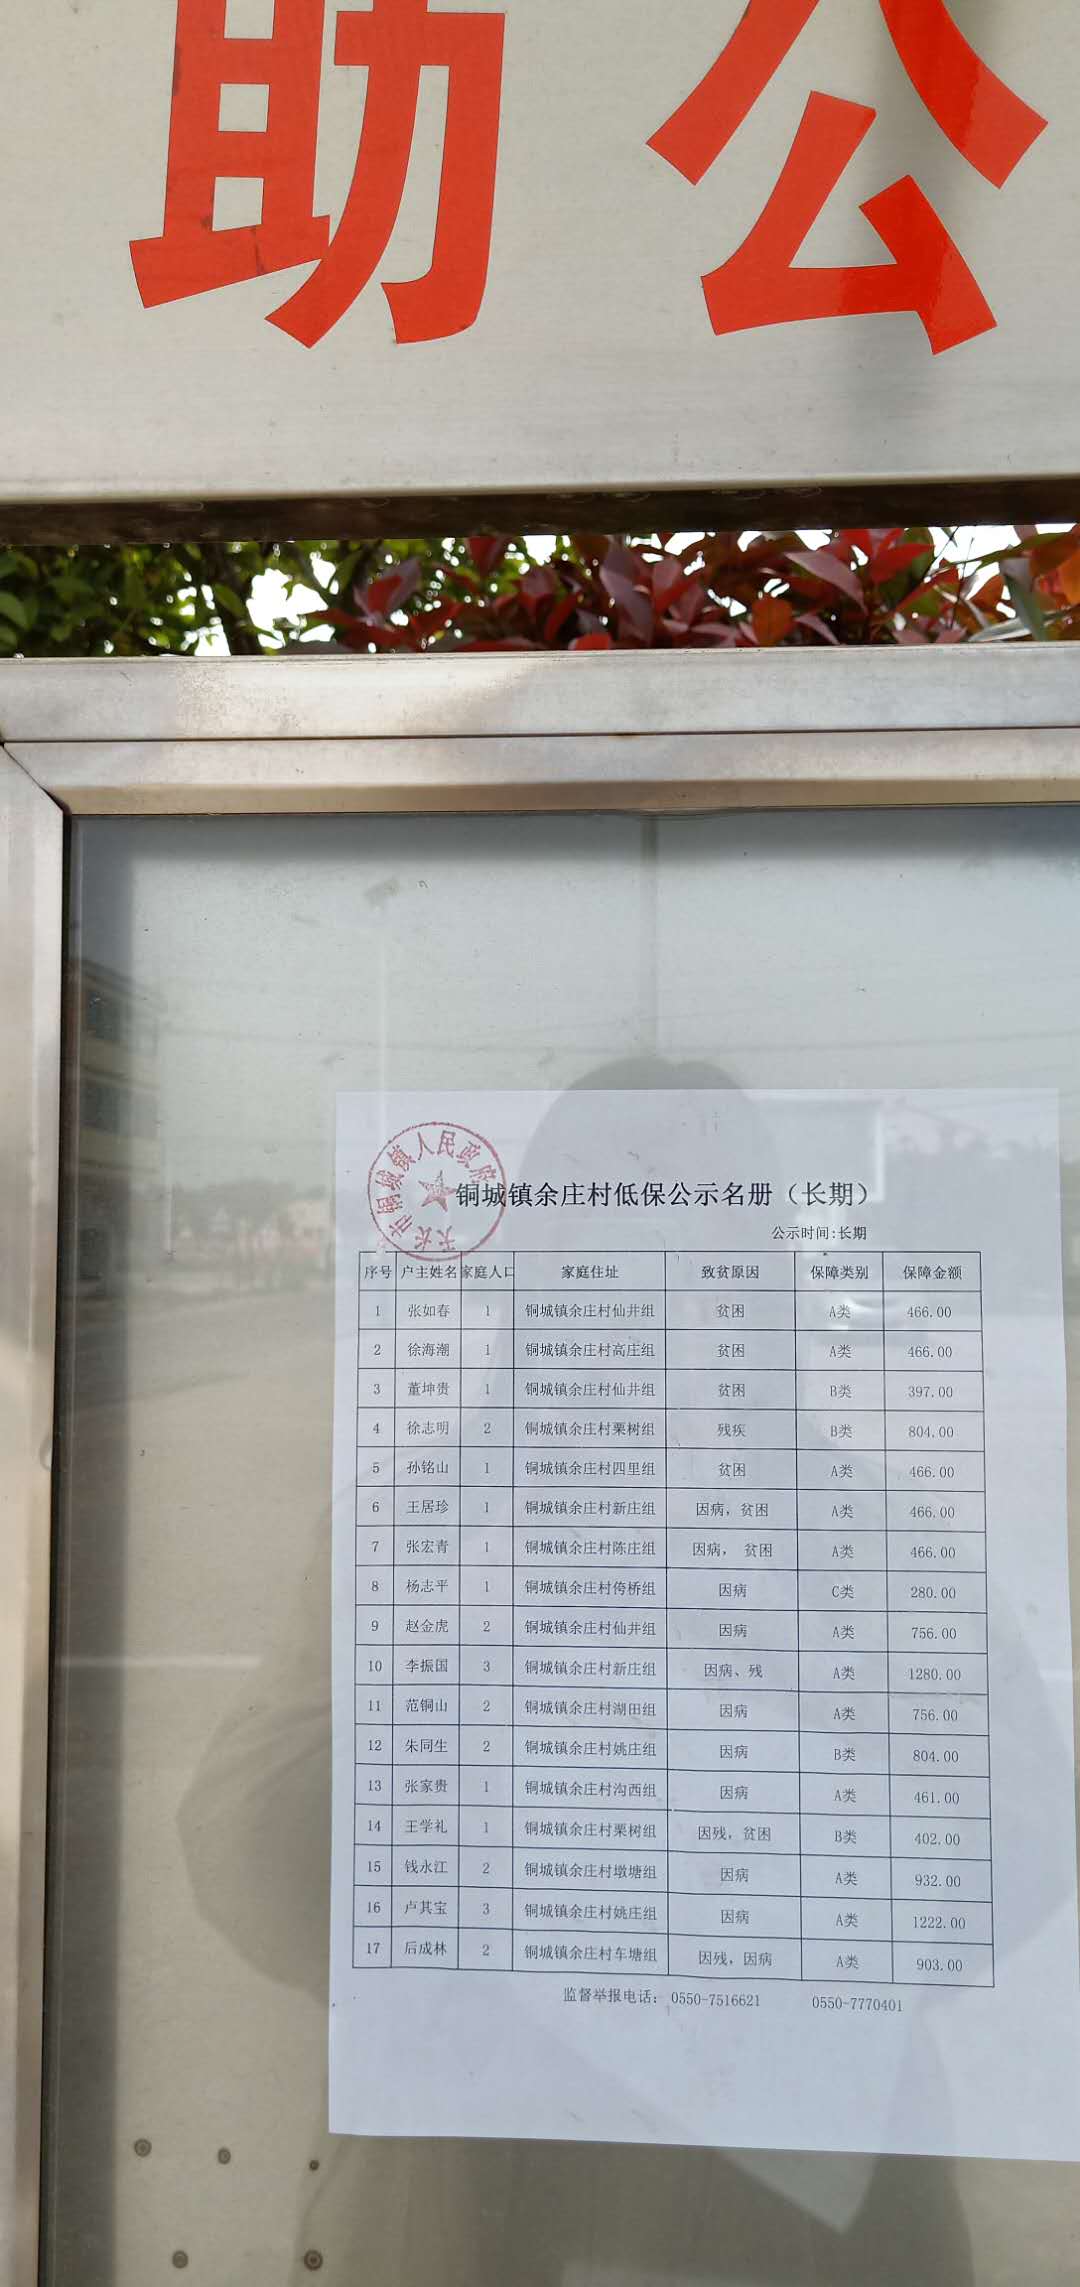 助公
天长市铜城镇人民政府
铜城镇余庄村低保公示名册（长期）
公示时间:长期
序号 户主姓名 家庭人口 家庭住址 致贫原因 保障类别 保障金额
1 张如春 1 铜城镇余庄村仙井组 贫困 A类 466.00
2 徐海潮 1 铜城镇余庄村高庄组 贫困 A类 466.00
3 董坤贵 1 铜城镇余庄村仙井组 贫困 B类 397.00
4 徐志明 2 铜城镇余庄村栗树组 残疾 B类 804.00
5 孙铭山 1 铜城镇余庄村四里组 贫困 A类 466.00
6 王居珍 1 铜城镇余庄村新庄组 因病，贫困 A类 466.00
7 张宏青 1 铜城镇余庄村陈庄组 因病， 贫困 A类 466.00
8 杨志平 1 铜城镇余庄村侉桥组 因病 C类 280.00
9 赵金虎 2 铜城镇余庄村仙井组 因病 A类 756.00
10 李振国 3 铜城镇余庄村新庄组 因病、残 A类 1280.00
11 范铜山 2 铜城镇余庄村湖田组 因病 A类 756.00
12 朱同生 2 铜城镇余庄村姚庄组 因病 B类 804.00
13 张家贵 1 铜城镇余庄村沟西组 因病 A类 461.00
14 王学礼 1 铜城镇余庄村栗树组 因残，贫困 B类 402.00
15 钱永江 2 铜城镇余庄村墩塘组 因病 A类 932.00
16 卢其宝 3 铜城镇余庄村姚庄组 因病 A类 1222.00
17 后成林 2 铜城镇余庄村车塘组 因残，因病 A类 903.00
监督举报电话： 0550-7516621 0550-7770401